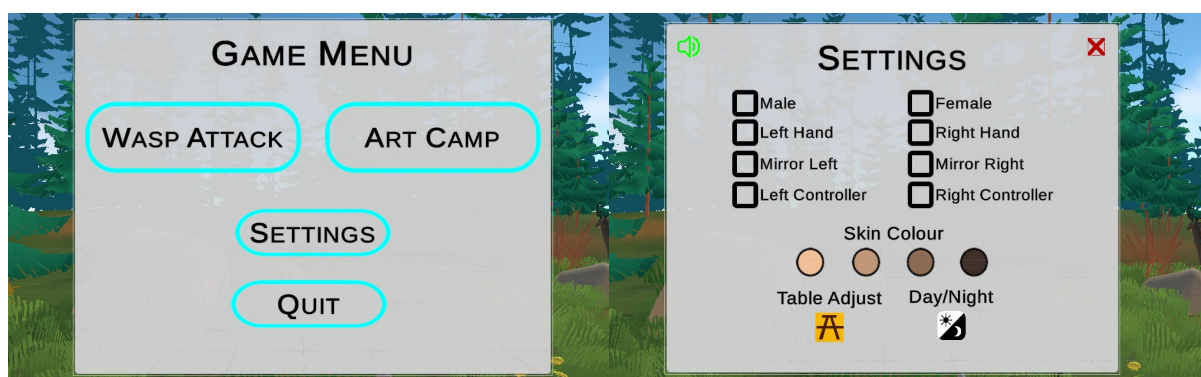 GAME MENU
WASP ATTACK
ART CAMP
SETTINGS
QUIT
SETTINGS
Male
Female
Left Hand
Right Hand
Mirror Left
Mirror Right
Left Controller
Right Controller
Skin Colour
Table Adjust
Day/Night